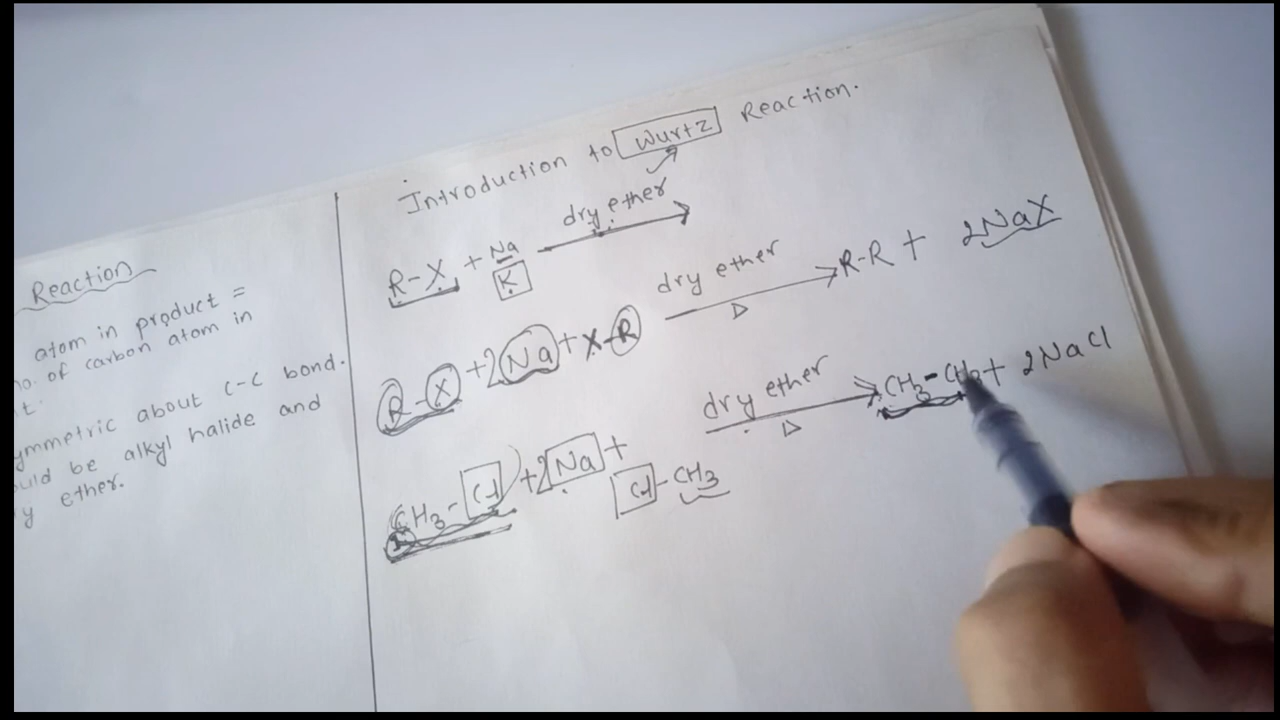 Reaction
atom in product =
no. of carbon atom in
t.
ymmetric about C-C bond.
ould be alkyl halide and
y ether.
Introduction to Wurtz Reaction.
R-X + Na dry ether
K
R-X + 2Na + X-R dry ether Δ R-R + 2NaX
CH3-Cl + 2Na + dry ether Δ CH3-CH3 + 2NaCl
Cl-CH3